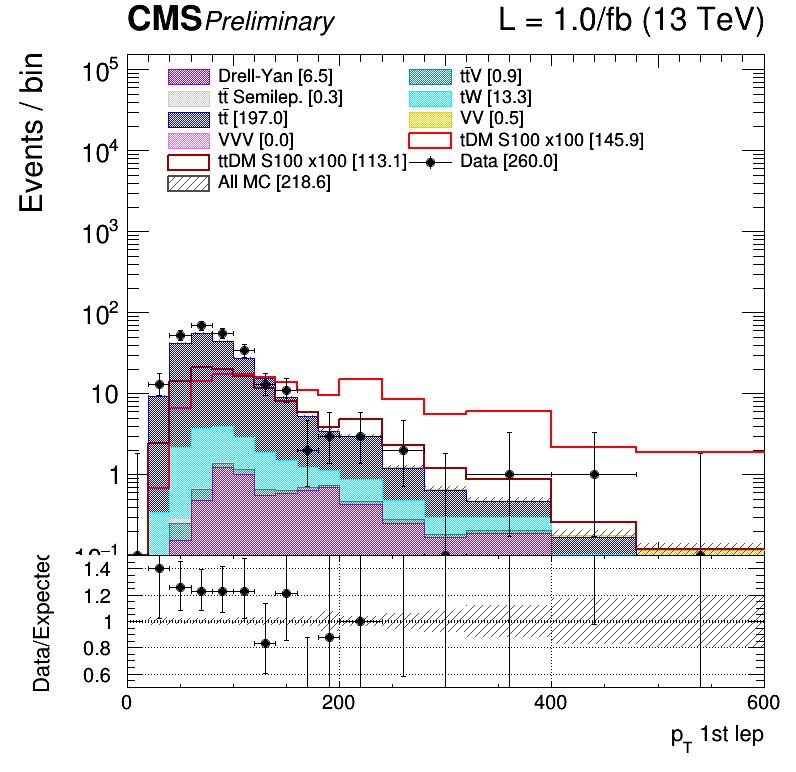 CMS Preliminary L = 1.0/fb (13 TeV)
Events / bin
10⁵
10⁴
10³
10²
10
1
10⁻¹
Drell-Yan [6.5]
tt̄ Semilep. [0.3]
tt̄ [197.0]
VVV [0.0]
ttDM S100 x100 [113.1]
All MC [218.6]
tt̄V [0.9]
tW [13.3]
VV [0.5]
tDM S100 x100 [145.9]
Data [260.0]
Data/Expected
1.4
1.2
1
0.8
0.6
0 200 400 600
p_T 1st lep